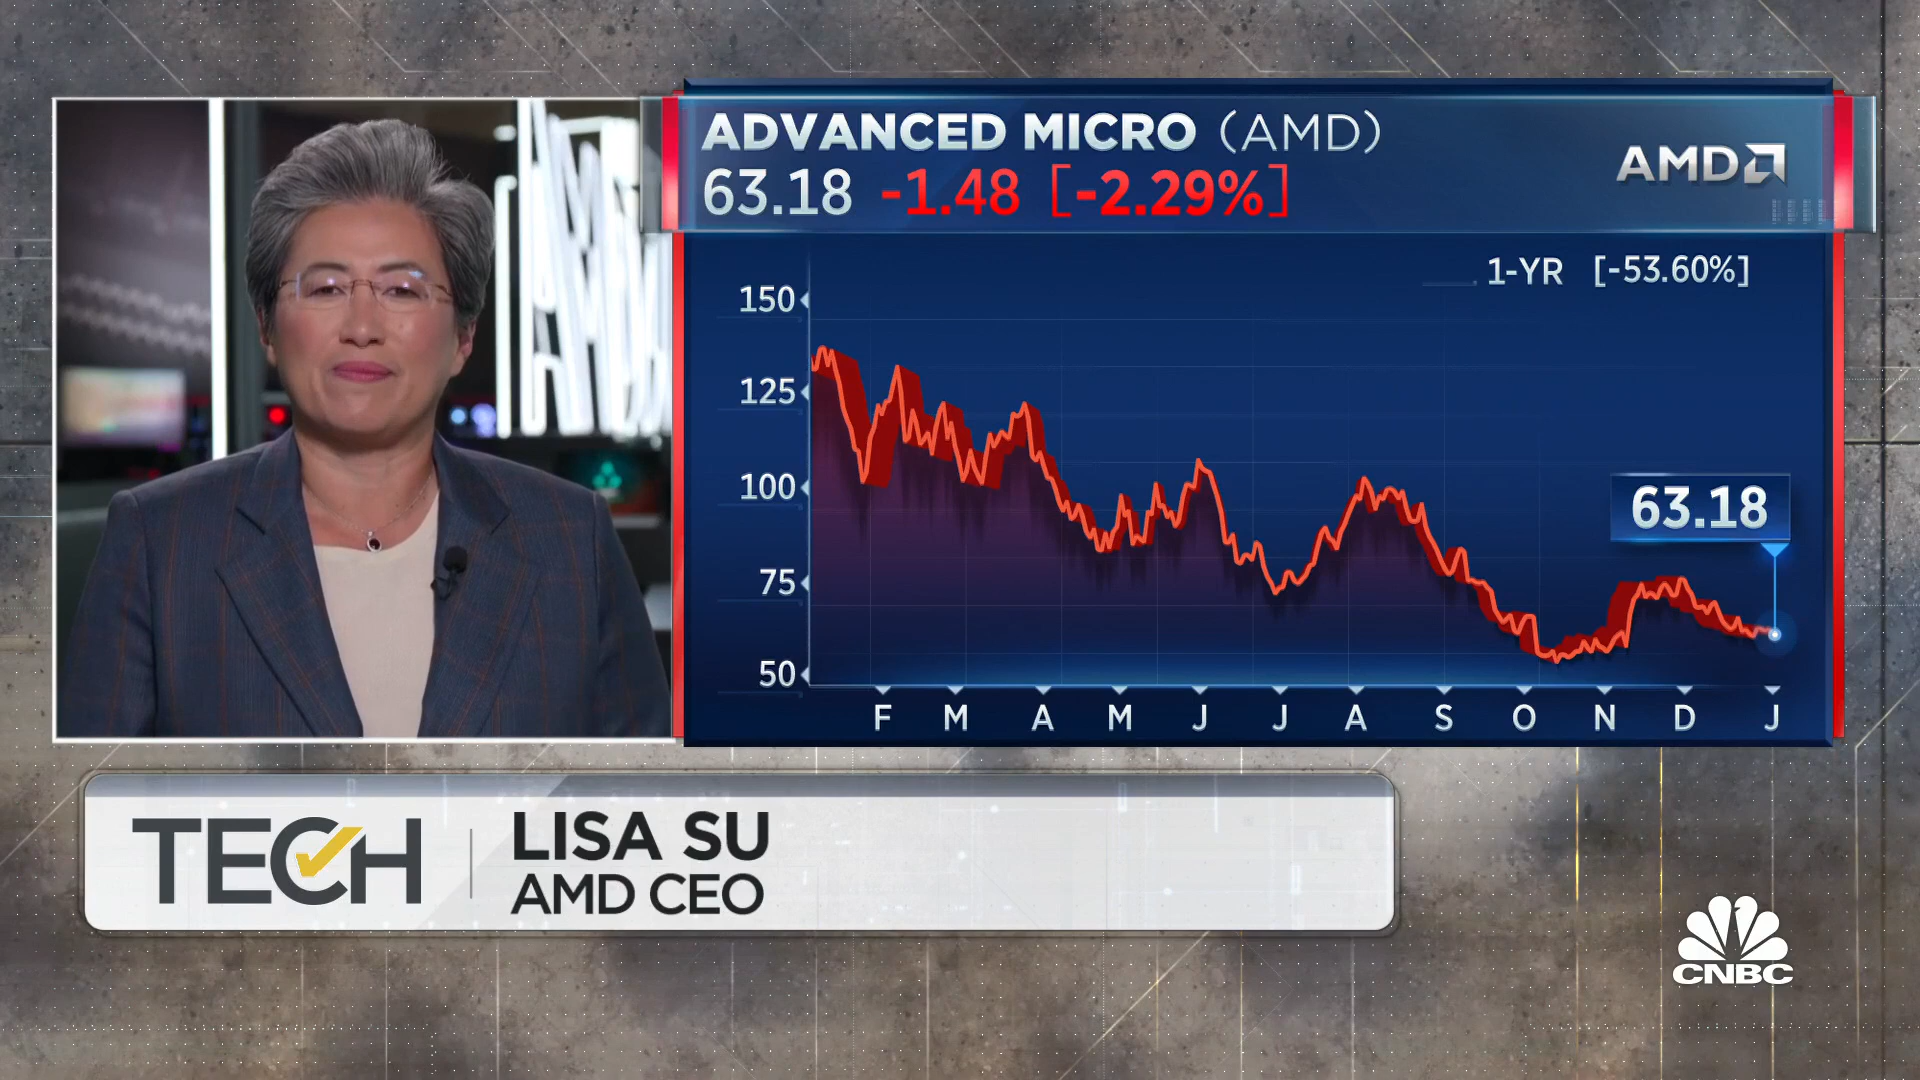 ADVANCED MICRO (AMD)
63.18 -1.48 [-2.29%]
AMD
1-YR [-53.60%]
150
125
100
75
50
63.18
F M A M J J A S O N D J
TECH
LISA SU
AMD CEO
CNBC